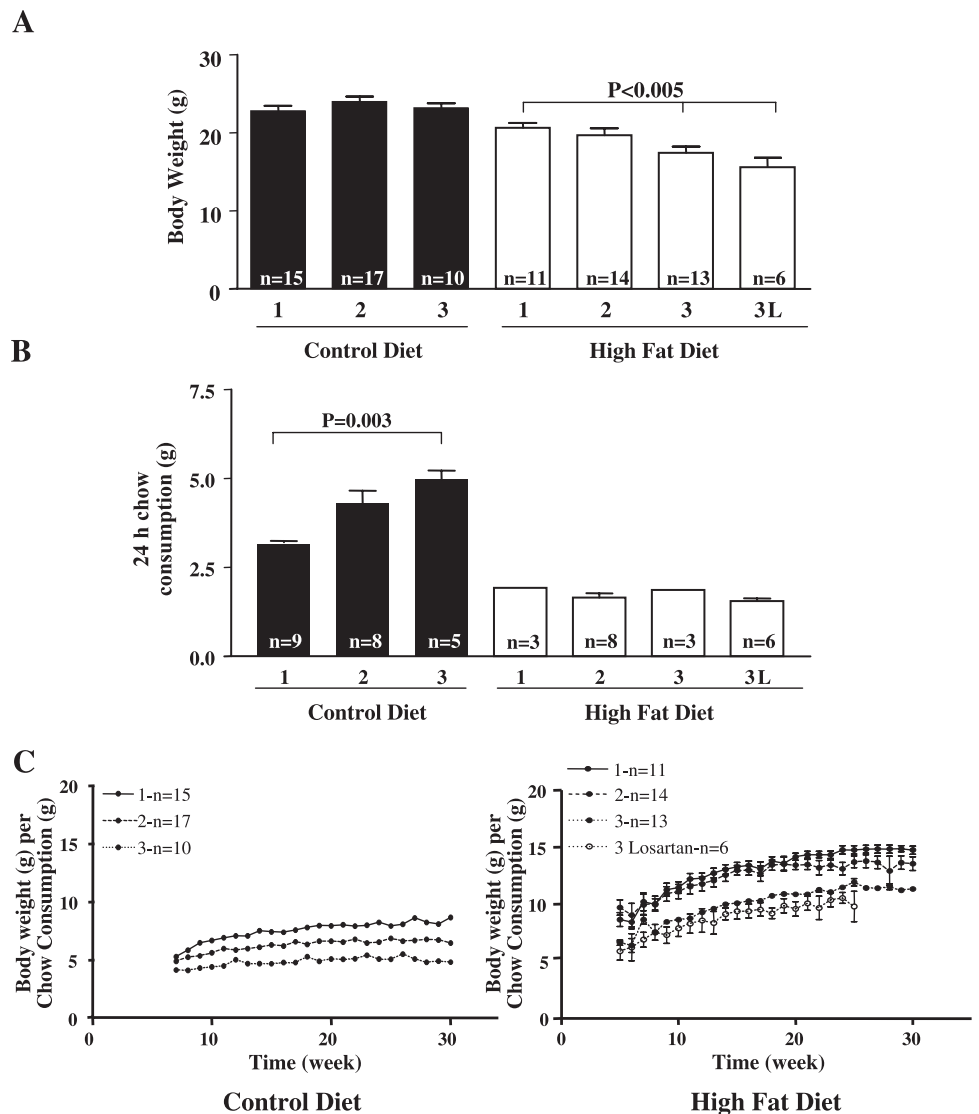 A
30
20
10
0
Body Weight (g)
P<0.005
n=15 n=17 n=10 n=11 n=14 n=13 n=6
1 2 3 1 2 3 3L
Control Diet High Fat Diet
B
7.5
5.0
2.5
0.0
24 h chow
consumption (g)
P=0.003
n=9 n=8 n=5 n=3 n=8 n=3 n=6
1 2 3 1 2 3 3L
Control Diet High Fat Diet
C
Body weight (g) per
Chow Consumption (g)
20
15
10
5
0
1-n=15
2-n=17
3-n=10
0 10 20 30
Time (week)
Control Diet
Body weight (g) per
Chow Consumption (g)
20
15
10
5
0
1-n=11
2-n=14
3-n=13
3 Losartan-n=6
0 10 20 30
Time (week)
High Fat Diet